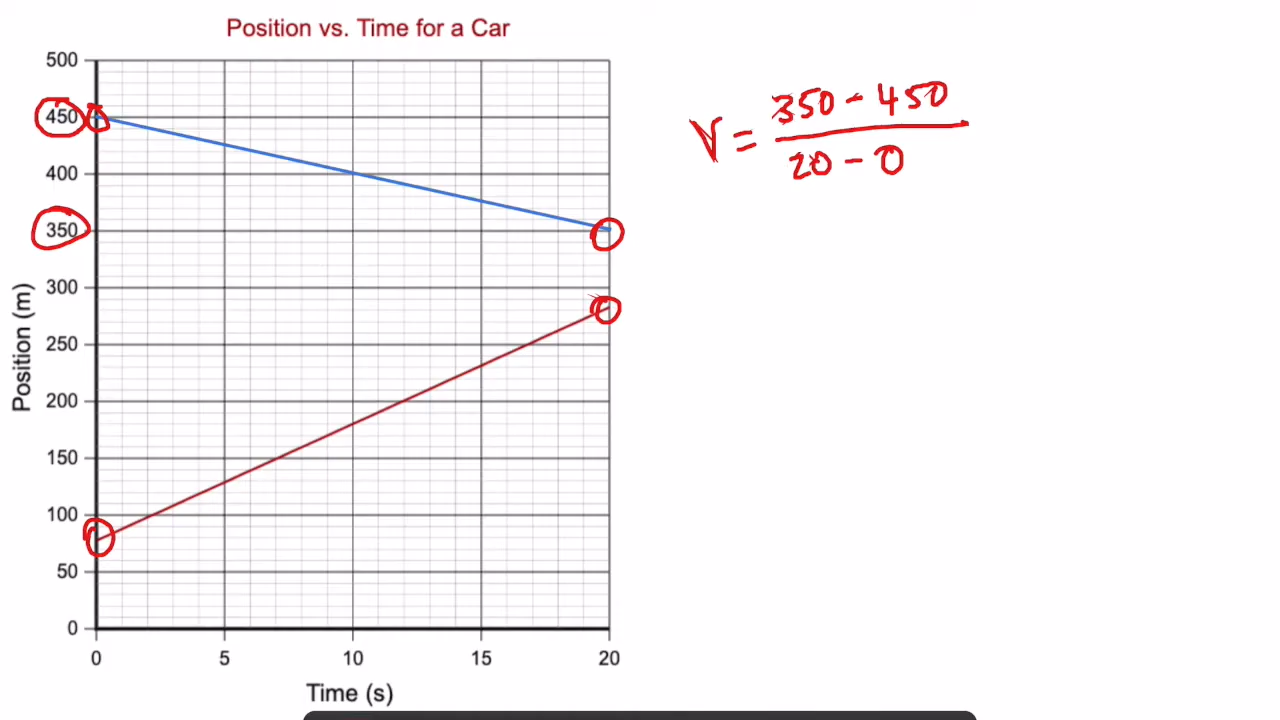 Position vs. Time for a Car
500
450
400
350
300
250
200
150
100
50
0
Position (m)
0 5 10 15 20
Time (s)
V = 350 - 450
20 - 0